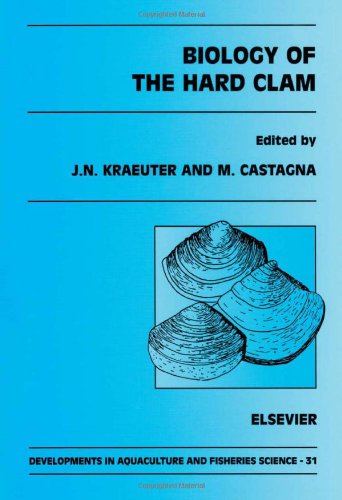 BIOLOGY OF
THE HARD CLAM
Edited by
J.N. KRAEUTER AND M. CASTAGNA
ELSEVIER
DEVELOPMENTS IN AQUACULTURE AND FISHERIES SCIENCE - 31